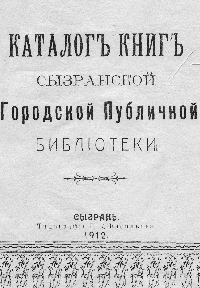 КАТАЛОГЪ КНИГЪ
СЫЗРАНСКОЙ
Городской Публичной
БИБЛІОТЕКИ
СЫЗРАНЬ.
1912.